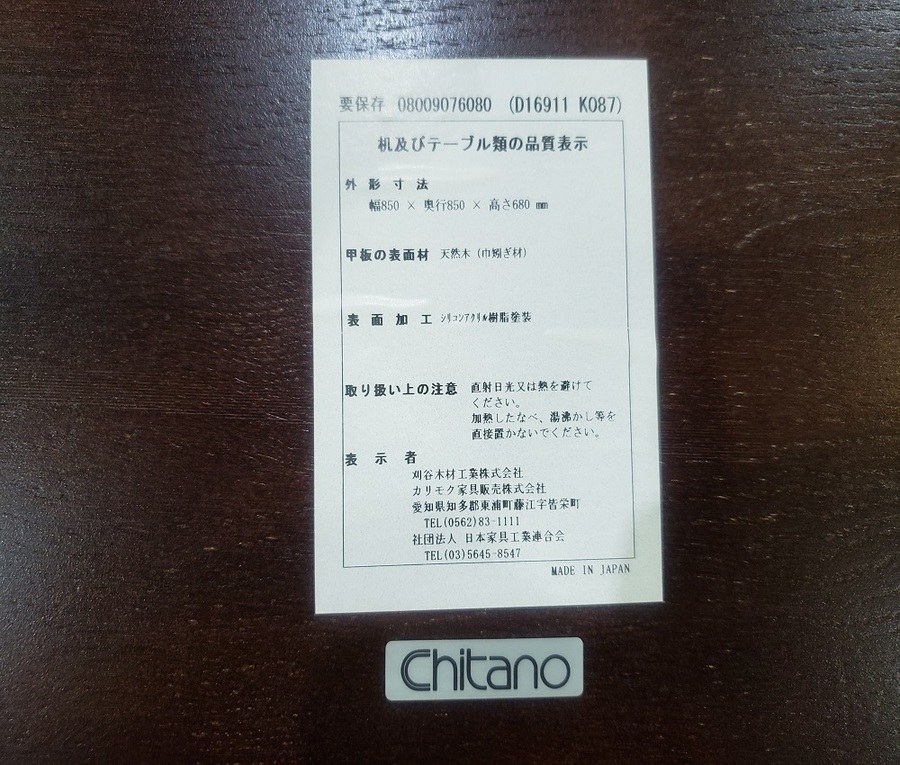 要保存 08009076080 (D16911 K087)
机及びテーブル類の品質表示
外形寸法
幅850 × 奥行850 × 高さ680 mm
甲板の表面材 天然木（巾矧ぎ材）
表面加工 ｼﾘｺﾝｱｸﾘﾙ樹脂塗装
取り扱い上の注意 直射日光又は熱を避けて
ください。
加熱したなべ、湯沸かし等を
直接置かないでください。
表示者
刈谷木材工業株式会社
カリモク家具販売株式会社
愛知県知多郡東浦町藤江字皆栄町
TEL(0562)83-1111
社団法人 日本家具工業連合会
TEL(03)5645-8547
MADE IN JAPAN
Chitano